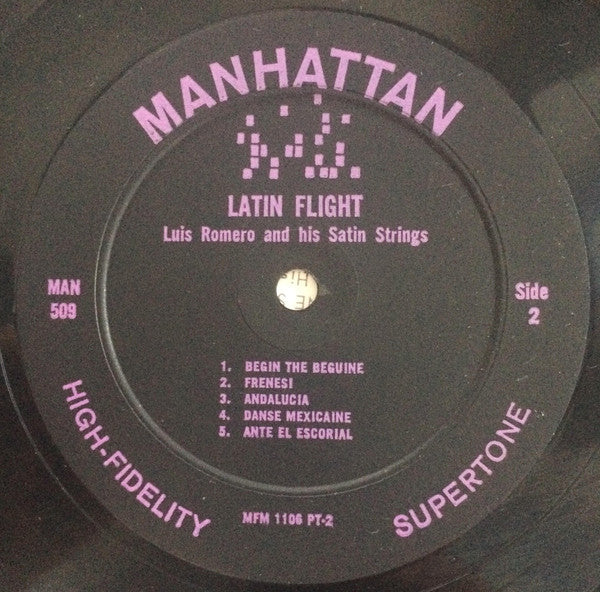 MANHATTAN
LATIN FLIGHT
Luis Romero and his Satin Strings
MAN
509
Side
2
1. BEGIN THE BEGUINE
2. FRENESI
3. ANDALUCIA
4. DANSE MEXICAINE
5. ANTE EL ESCORIAL
HIGH-FIDELITY
SUPERTONE
MFM 1106 PT-2